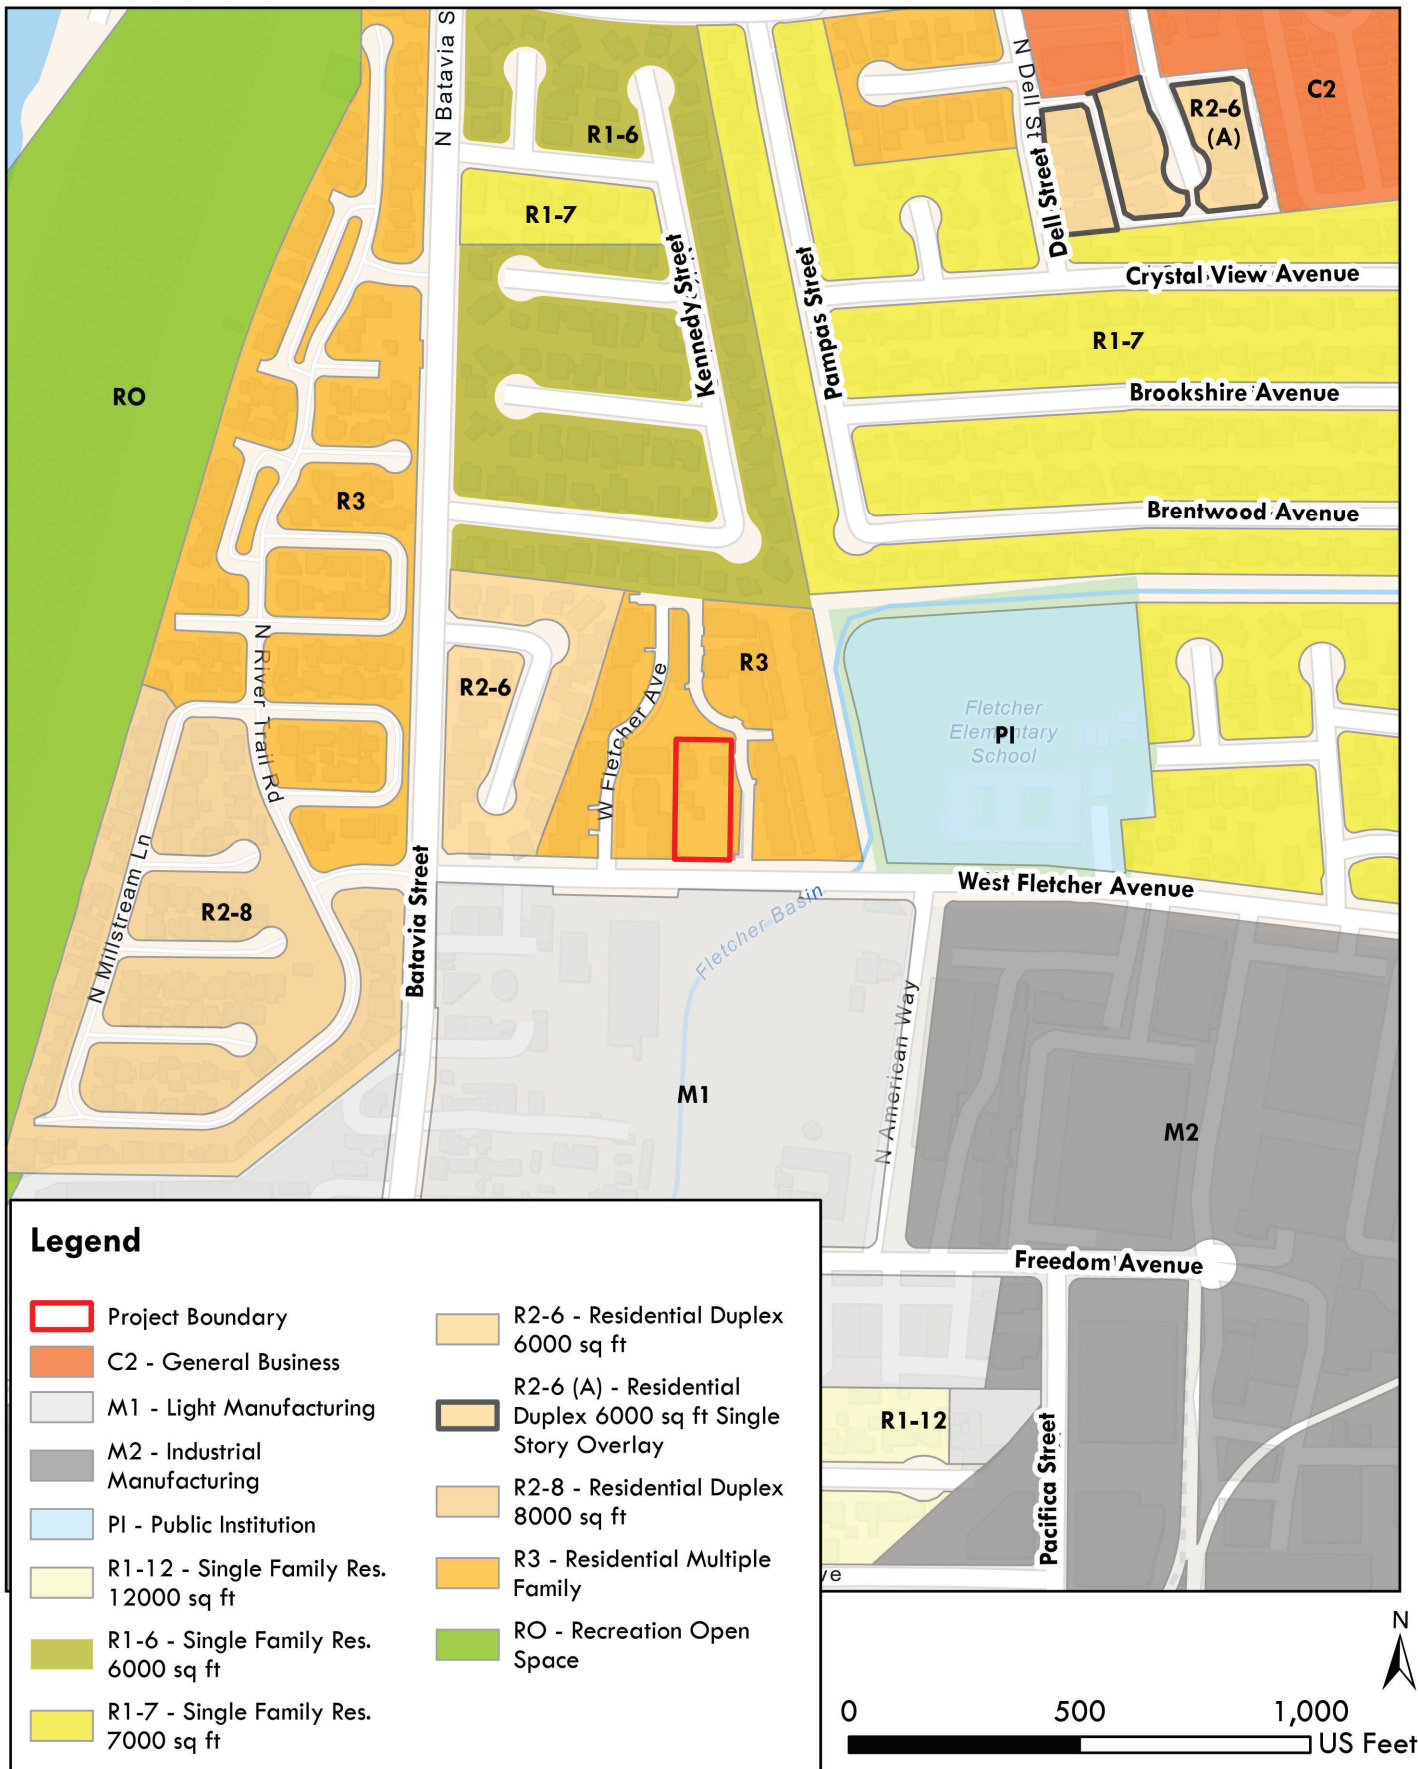 N Batavia S
N Dell St
C2
R2-6
(A)
R1-6
R1-7
Dell Street
Kennedy Street
Pampas Street
Crystal View Avenue
R1-7
Brookshire Avenue
RO
R3
Brentwood Avenue
N River Trail Rd
R2-6
W Fletcher Ave
R3
Fletcher
Elementary
School
PI
N Millstream Ln
R2-8
Batavia Street
West Fletcher Avenue
Fletcher Basin
N American Way
M1
M2
Freedom Avenue
R1-12
Pacifica Street
ve
Legend
Project Boundary
C2 - General Business
M1 - Light Manufacturing
M2 - Industrial
Manufacturing
PI - Public Institution
R1-12 - Single Family Res.
12000 sq ft
R1-6 - Single Family Res.
6000 sq ft
R1-7 - Single Family Res.
7000 sq ft
R2-6 - Residential Duplex
6000 sq ft
R2-6 (A) - Residential
Duplex 6000 sq ft Single
Story Overlay
R2-8 - Residential Duplex
8000 sq ft
R3 - Residential Multiple
Family
RO - Recreation Open
Space
N
0 500 1,000
US Feet